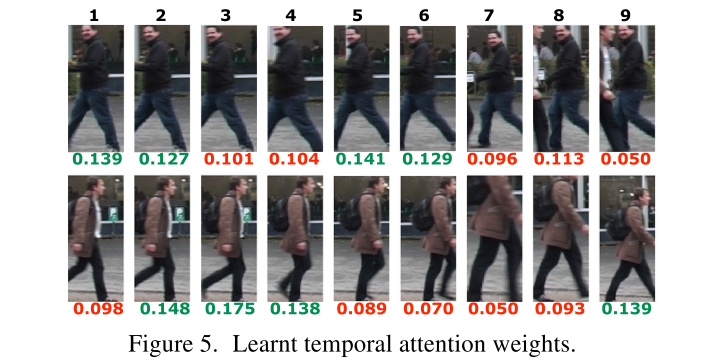 1 2 3 4 5 6 7 8 9
0.139 0.127 0.101 0.104 0.141 0.129 0.096 0.113 0.050
0.098 0.148 0.175 0.138 0.089 0.070 0.050 0.093 0.139
Figure 5. Learnt temporal attention weights.